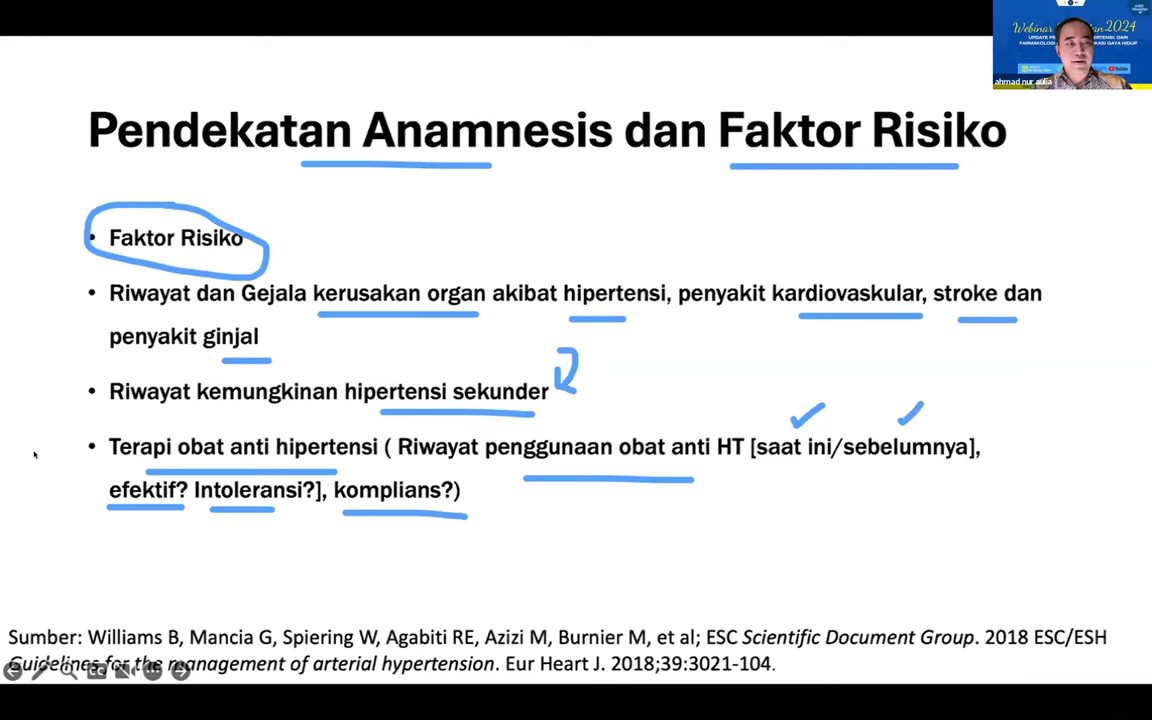 Webinar
2024
ahmad nur aulia
YouTube
Pendekatan Anamnesis dan Faktor Risiko
• Faktor Risiko
• Riwayat dan Gejala kerusakan organ akibat hipertensi, penyakit kardiovaskular, stroke dan
penyakit ginjal
• Riwayat kemungkinan hipertensi sekunder
• Terapi obat anti hipertensi ( Riwayat penggunaan obat anti HT [saat ini/sebelumnya],
efektif? Intoleransi?], komplians?)
Sumber: Williams B, Mancia G, Spiering W, Agabiti RE, Azizi M, Burnier M, et al; ESC Scientific Document Group. 2018 ESC/ESH
Guidelines for the management of arterial hypertension. Eur Heart J. 2018;39:3021-104.